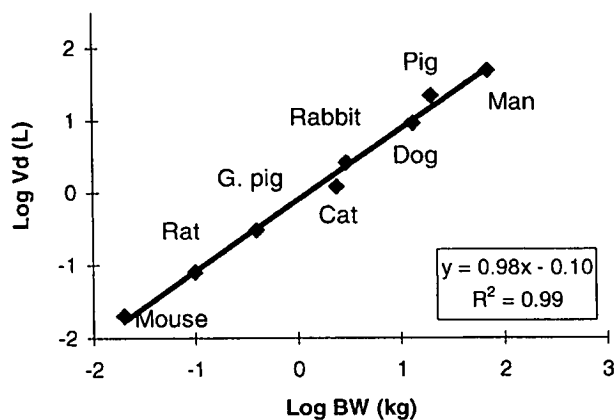 2
1
0
-1
-2
-2
-1
0
1
2
3
Log Vd (L)
Log BW (kg)
Pig
Man
Rabbit
Dog
G. pig
Cat
Rat
Mouse
y = 0.98x - 0.10
R² = 0.99